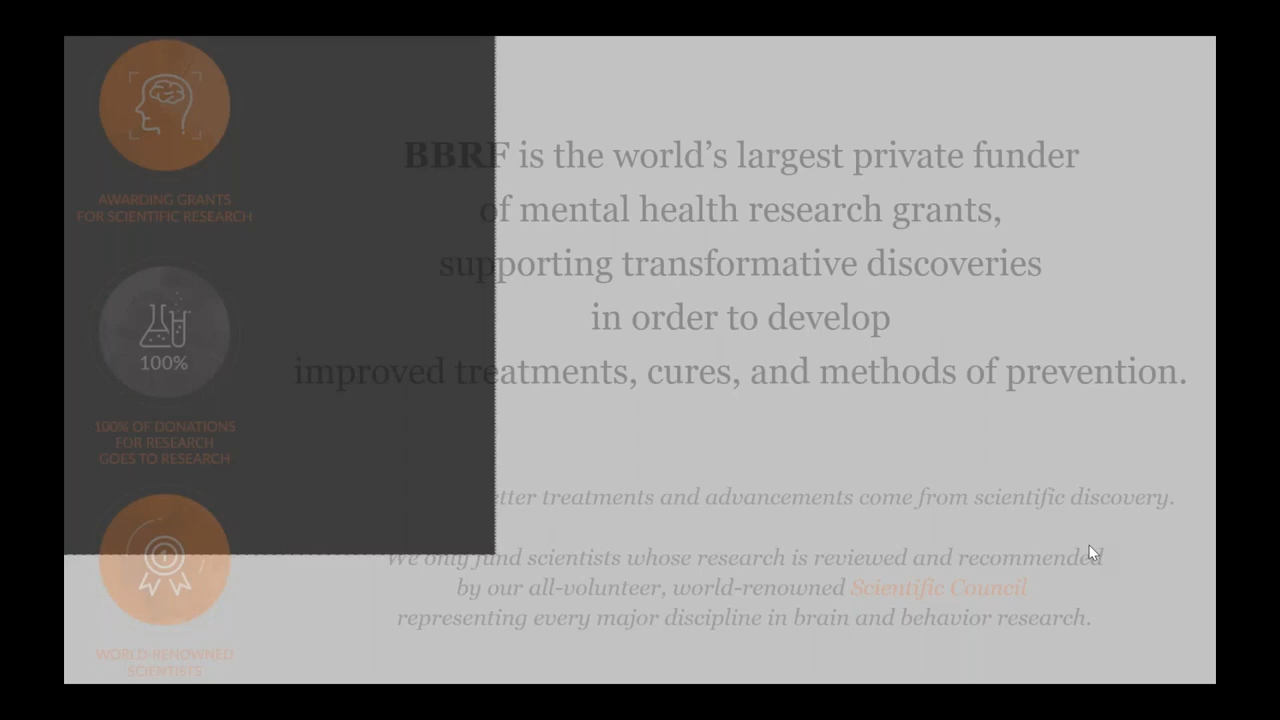 AWARDING GRANTS
FOR SCIENTIFIC RESEARCH
100%
100% OF DONATIONS
FOR RESEARCH
GOES TO RESEARCH
1
WORLD-RENOWNED
SCIENTISTS
BBRF is the world’s largest private funder
of mental health research grants,
supporting transformative discoveries
in order to develop
improved treatments, cures, and methods of prevention.
treatments and advancements come from scientific discovery.
We only fund scientists whose research is reviewed and recommended
by our all-volunteer, world-renowned Scientific Council
representing every major discipline in brain and behavior research.